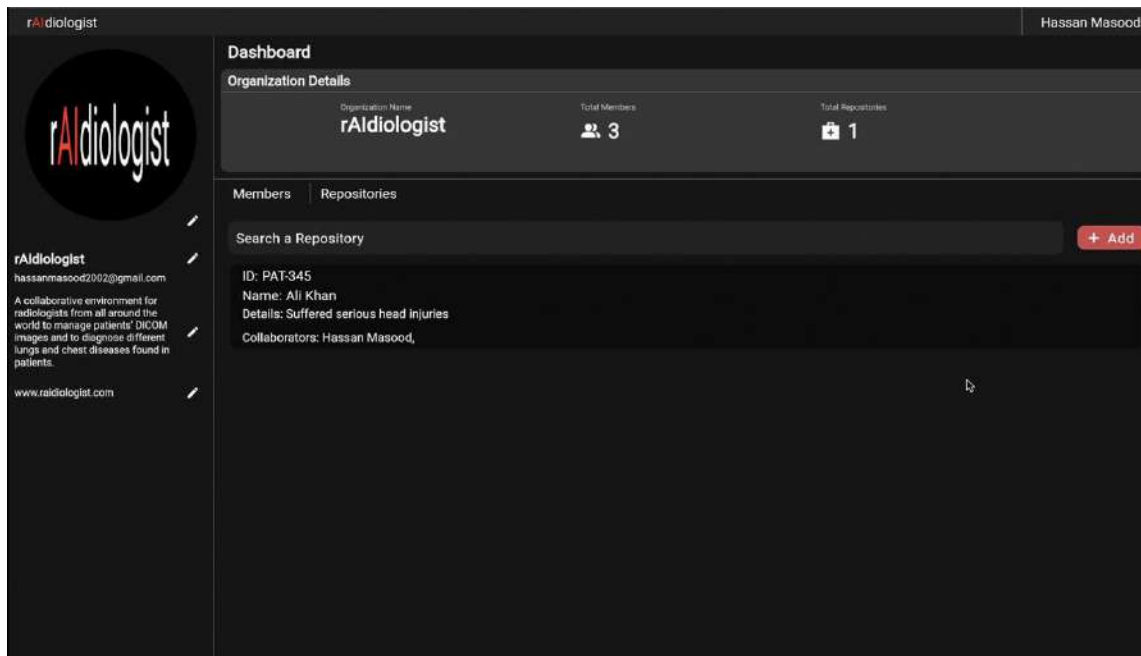 rAIdiologist
Hassan Masood
rAIdiologist
rAIdiologist
hassanmasood2002@gmail.com
A collaborative environment for
radiologists from all around the
world to manage patients' DICOM
images and to diognose different
lungs and chest diseases found in
patients.
www.raidiologist.com
Dashboard
Organization Details
Organization Name
rAIdiologist
Total Members
3
Total Repositories
1
Members
Repositories
Search a Repository
+ Add
ID: PAT-345
Name: Ali Khan
Details: Suffered serious head injuries
Collaborators: Hassan Masood,